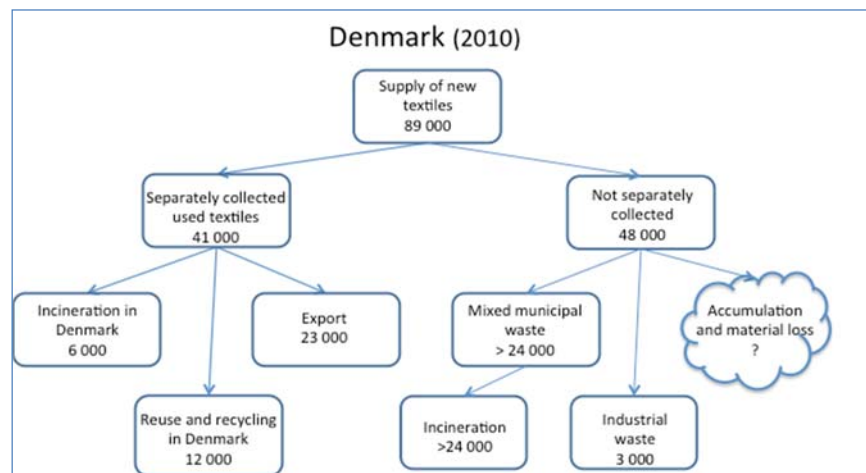 Denmark (2010)
Supply of new
textiles
89 000
Separately collected
used textiles
41 000
Not separately
collected
48 000
Incineration in
Denmark
6 000
Export
23 000
Mixed municipal
waste
> 24 000
Accumulation
and material loss
?
Reuse and recycling
in Denmark
12 000
Incineration
>24 000
Industrial
waste
3 000